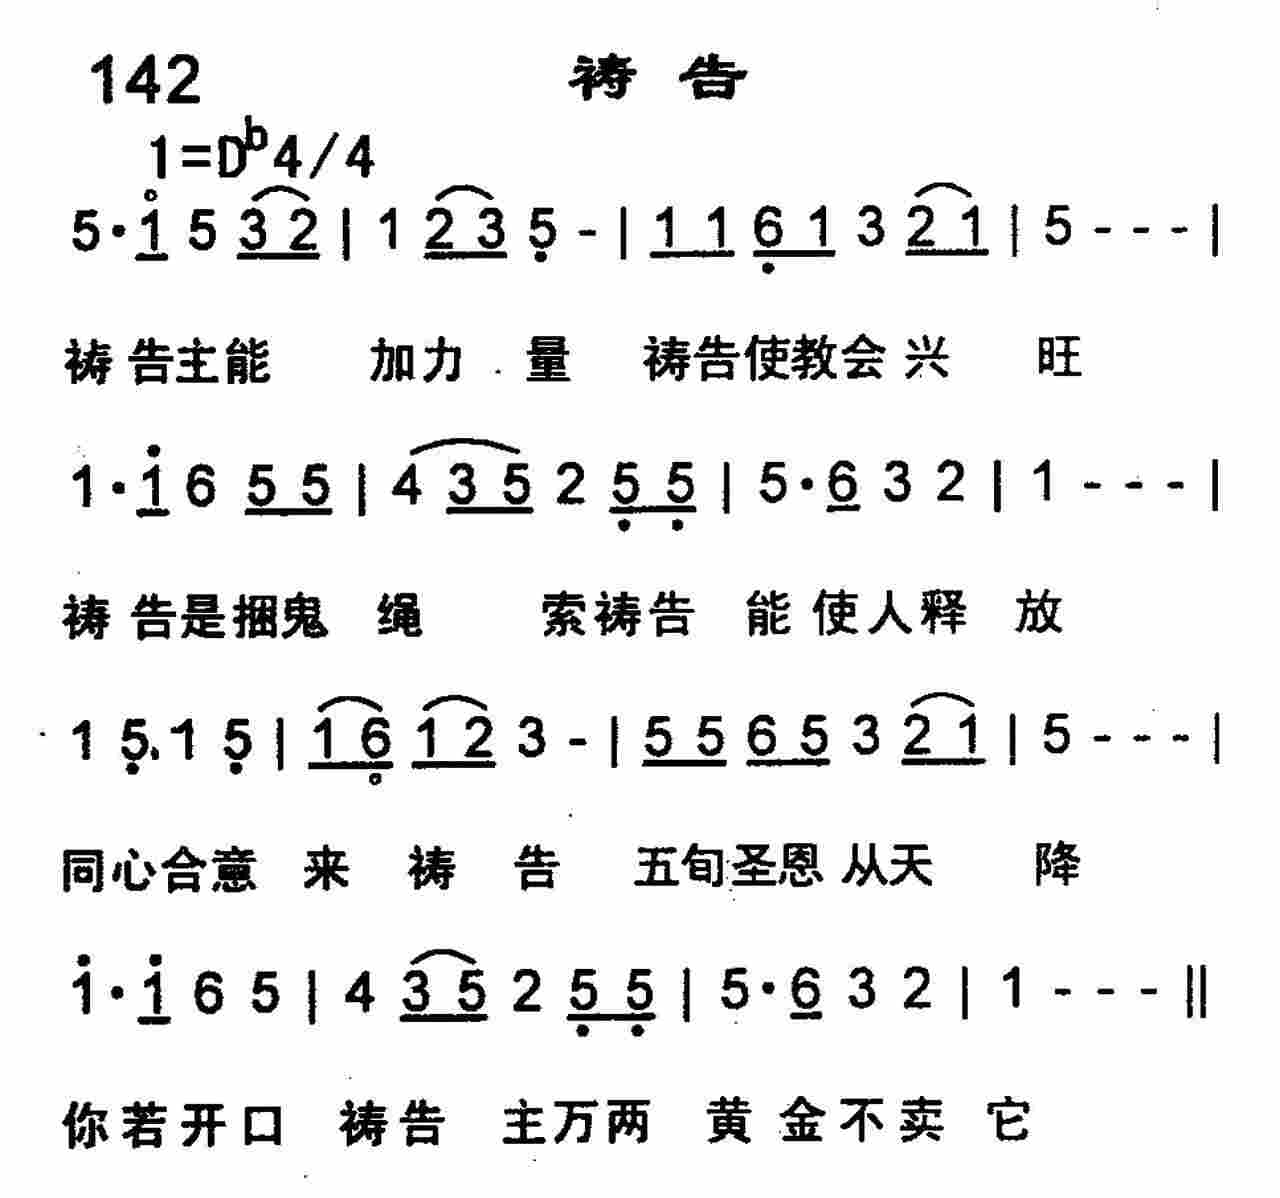 142 祷告
1=Dᵇ4/4
5·i 5 3 2 | 1 2 3 5 - | 1 1 6 1 3 2 1 | 5 - - - |
祷告主能 加力 量 祷告使教会兴 旺
1·i 6 5 5 | 4 3 5 2 5 5 | 5·6 3 2 | 1 - - - |
祷告是捆鬼 绳 索祷告 能使人释 放
1 5. 1 5 | 1 6 1 2 3 - | 5 5 6 5 3 2 1 | 5 - - - |
同心合意 来 祷 告 五旬圣恩从天 降
i·i 6 5 | 4 3 5 2 5 5 | 5·6 3 2 | 1 - - - ||
你若开口 祷告 主万两 黄金不卖 它